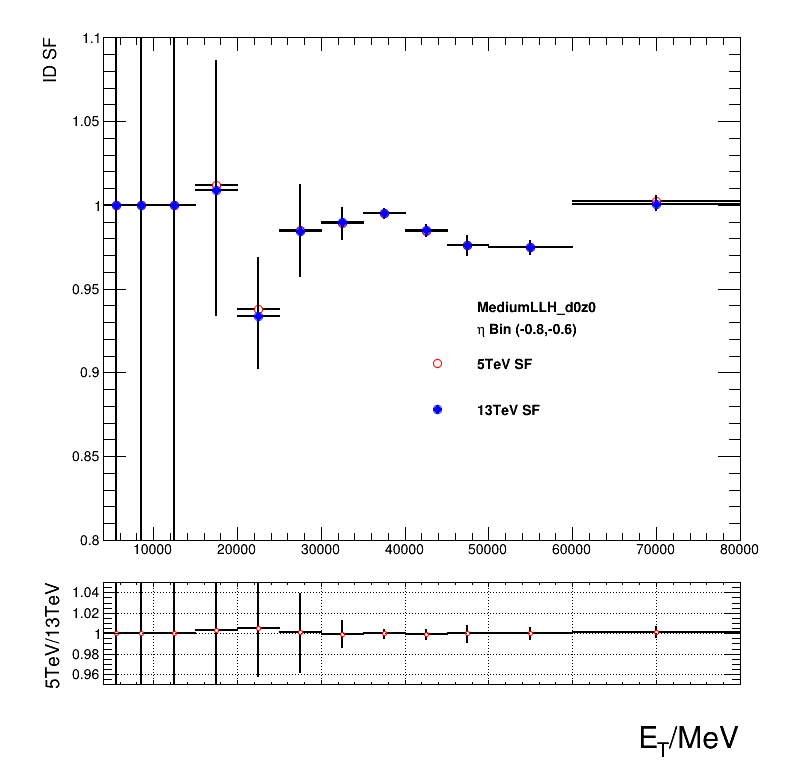 ID SF
1.1
1.05
1
0.95
0.9
0.85
0.8
MediumLLH_d0z0
η Bin (-0.8,-0.6)
5TeV SF
13TeV SF
10000 20000 30000 40000 50000 60000 70000 80000
5TeV/13TeV
1.04
1.02
1
0.98
0.96
E_T/MeV